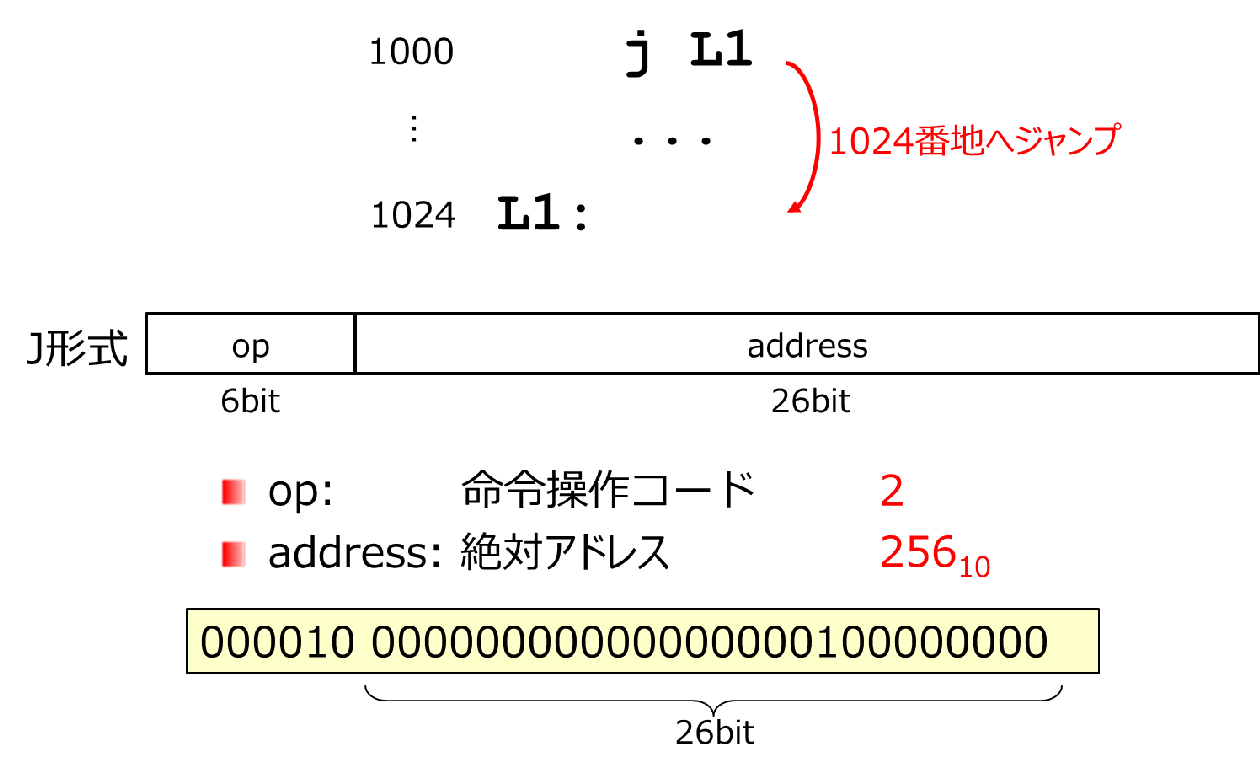 1000 j L1
⋮ ...
1024番地へジャンプ
1024 L1:
J形式 op address
6bit 26bit
op: 命令操作コード 2
address: 絶対アドレス 256₁₀
000010 00000000000000000100000000
26bit